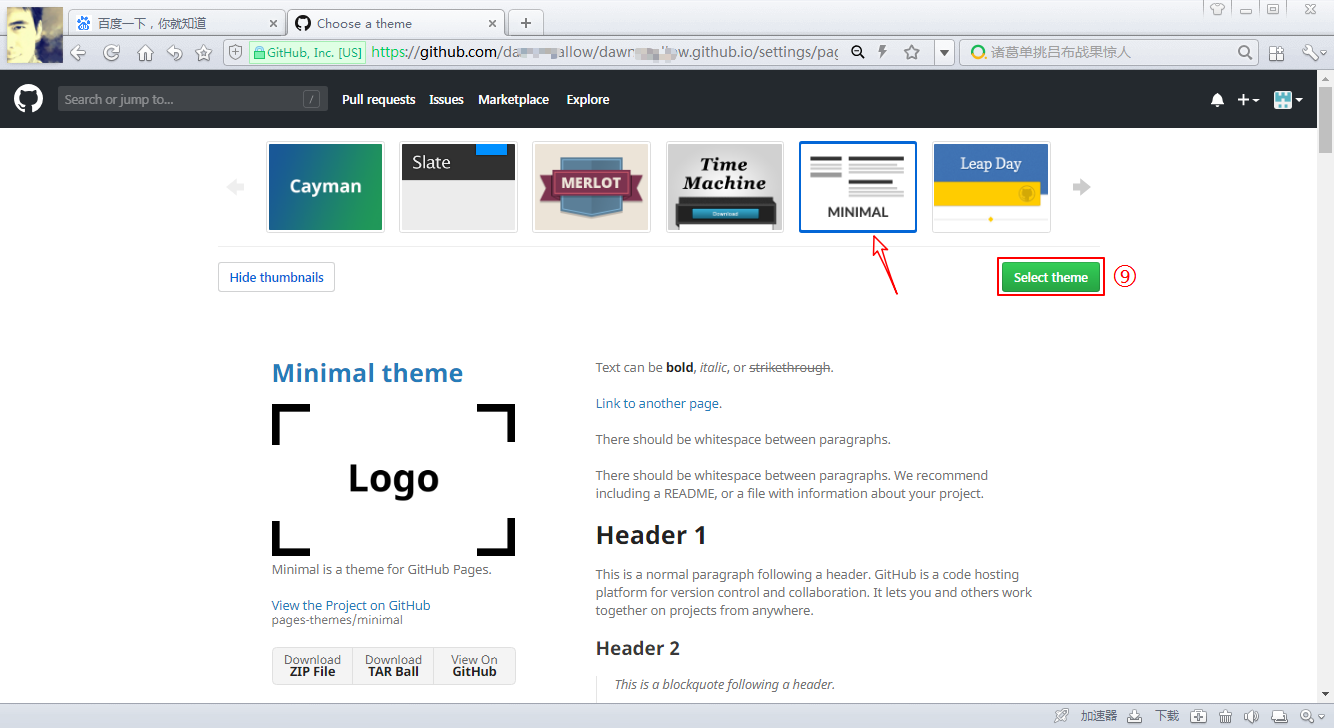 百度一下，你就知道
Choose a theme
GitHub, Inc. [US]
https://github.com/da allow/dawn w.github.io/settings/pag
诸葛单挑吕布战果惊人
Search or jump to...
/
Pull requests
Issues
Marketplace
Explore
Cayman
Slate
MERLOT
Time
Machine
Download
MINIMAL
Leap Day
Hide thumbnails
Select theme
⑨
Minimal theme
Logo
Minimal is a theme for GitHub Pages.
View the Project on GitHub
pages-themes/minimal
Download
ZIP File
Download
TAR Ball
View On
GitHub
Text can be bold, italic, or strikethrough.
Link to another page.
There should be whitespace between paragraphs.
There should be whitespace between paragraphs. We recommend
including a README, or a file with information about your project.
Header 1
This is a normal paragraph following a header. GitHub is a code hosting
platform for version control and collaboration. It lets you and others work
together on projects from anywhere.
Header 2
This is a blockquote following a header.
加速器
下载